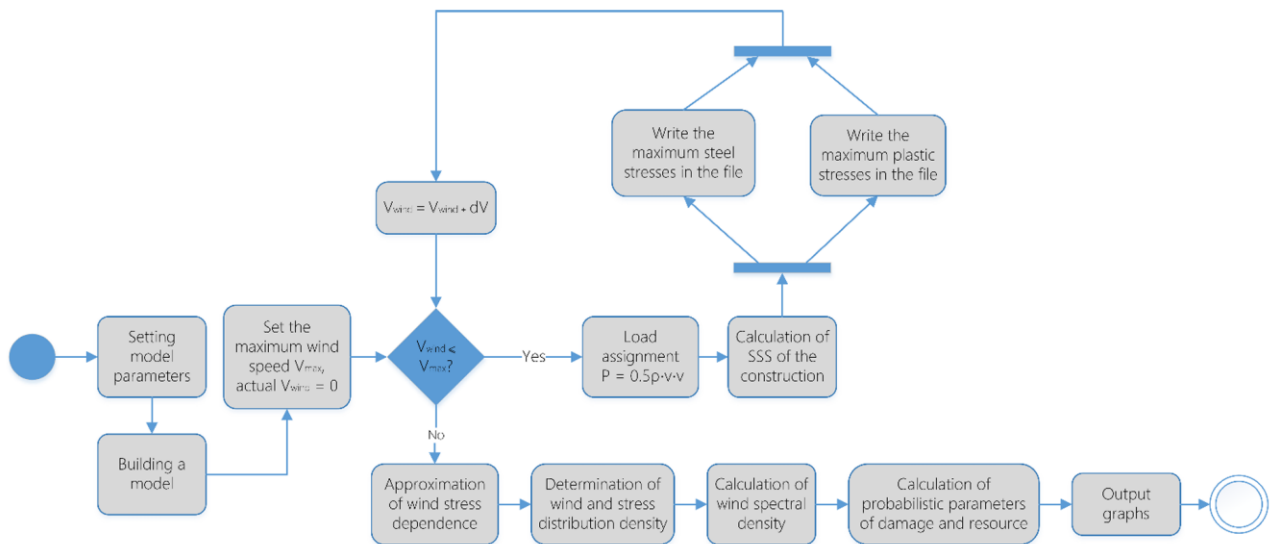 Write the
maximum steel
stresses in the file
Write the
maximum plastic
stresses in the file
Vwind = Vwind + dV
Setting
model
parameters
Building a
model
Set the
maximum wind
speed Vmax,
actual Vwind = 0
Vwind ⩽
Vmax?
Yes
Load
assignment
P = 0.5ρ·v·v
Calculation of
SSS of the
construction
No
Approximation
of wind stress
dependence
Determination of
wind and stress
distribution density
Calculation of
wind spectral
density
Calculation of
probabilistic parameters
of damage and resource
Output
graphs